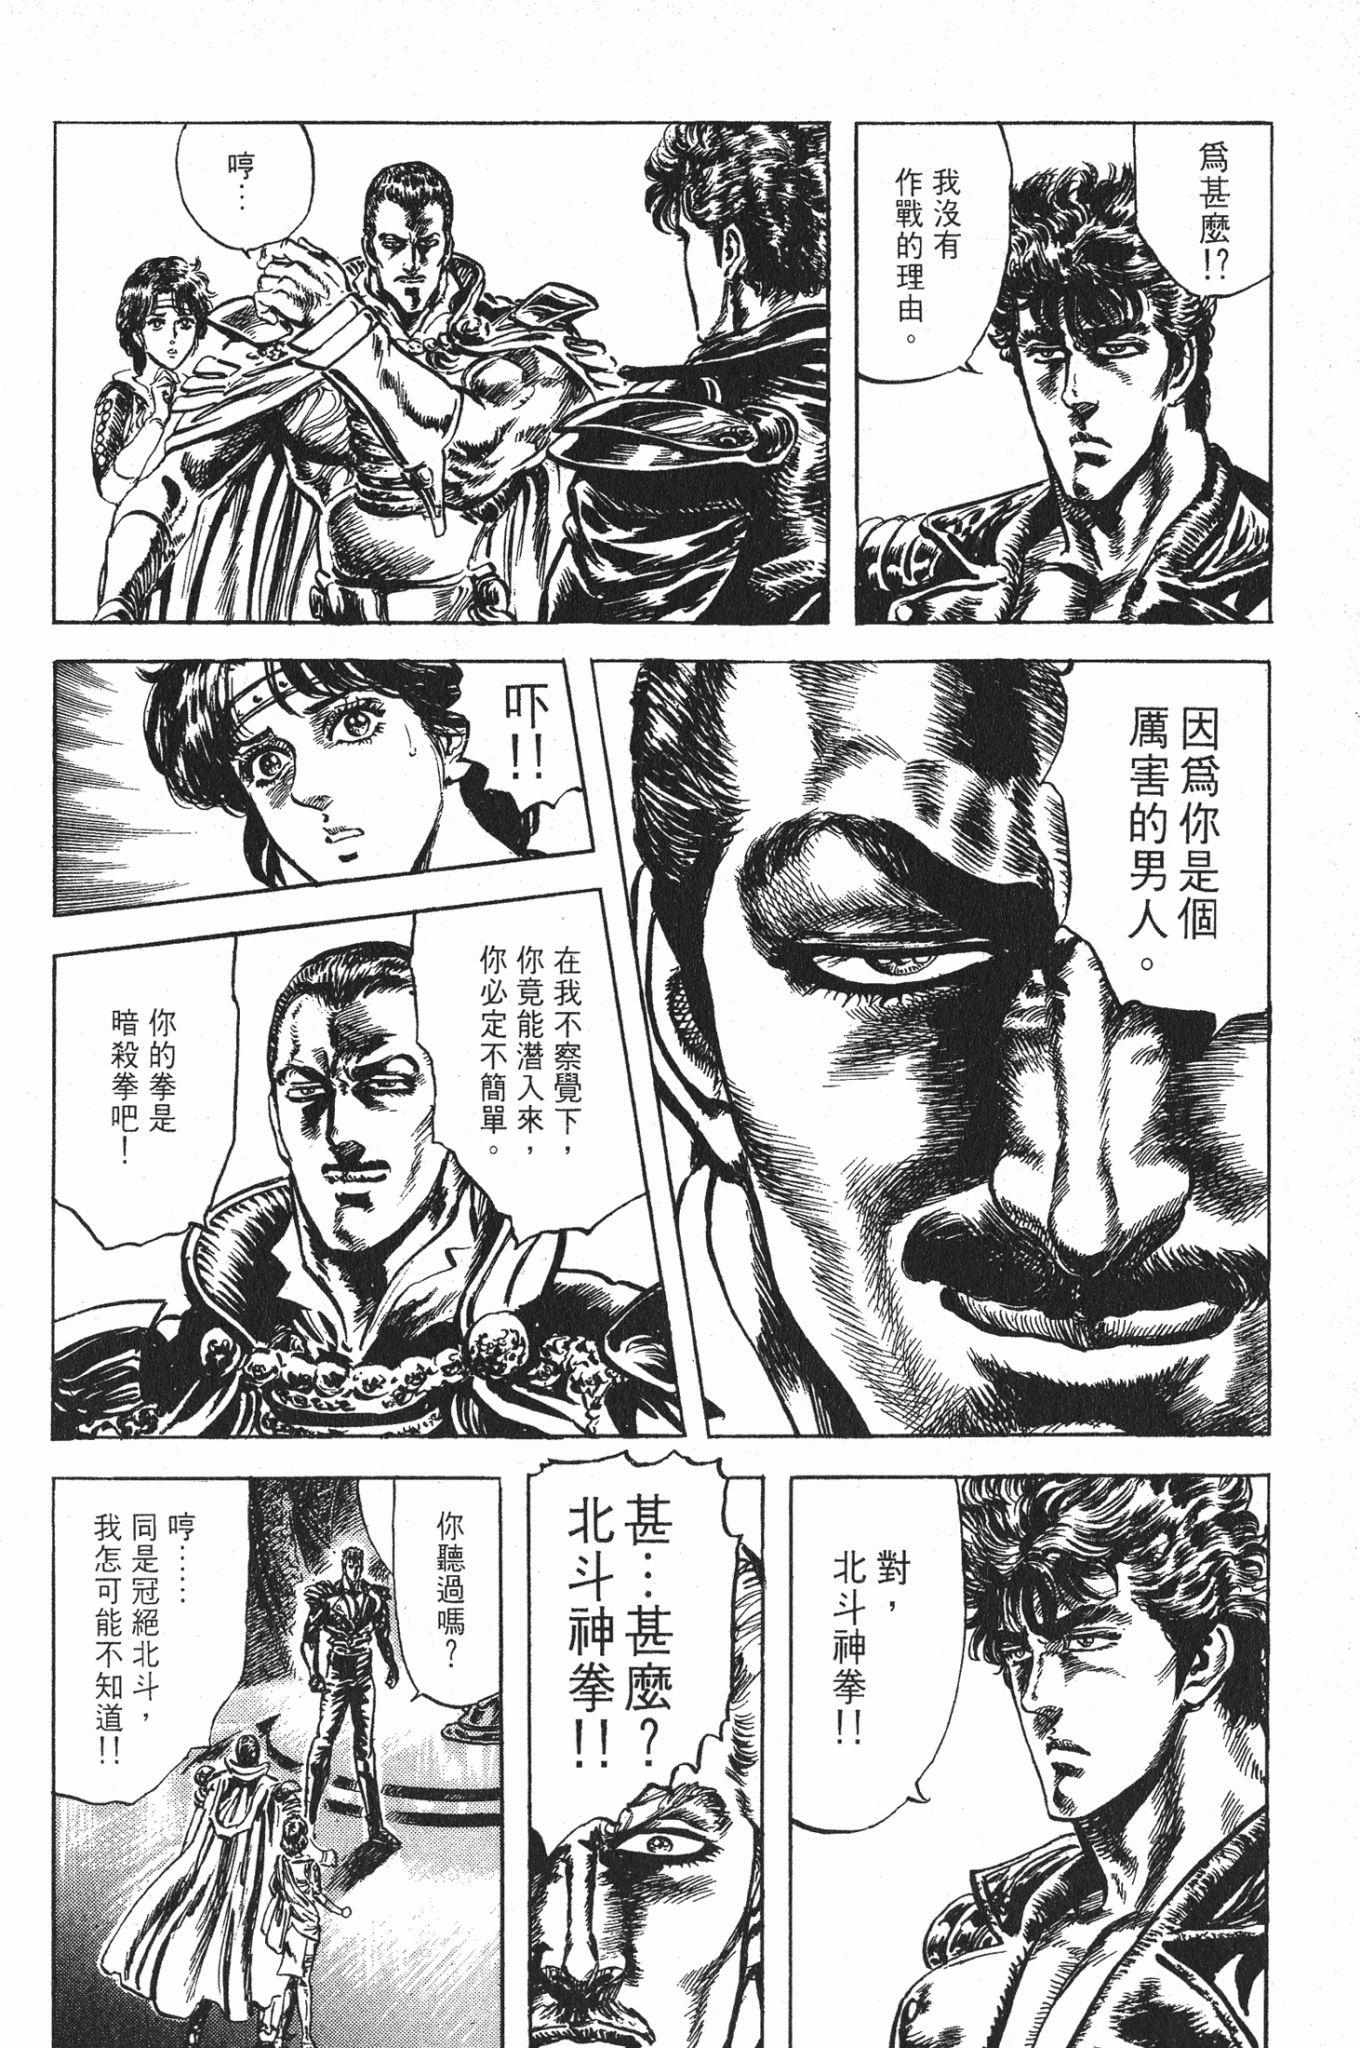 爲甚麼!?
我沒有
作戰的理由。
哼…
因爲你是個
厲害的男人。
吓!!
在我不察覺下，
你竟能潛入來，
你必定不簡單。
你的拳是
暗殺拳吧！
對，
北斗神拳!!
甚…甚麼？
北斗神拳!!
你聽過嗎？
哼……
同是冠絕北斗，
我怎可能不知道!!